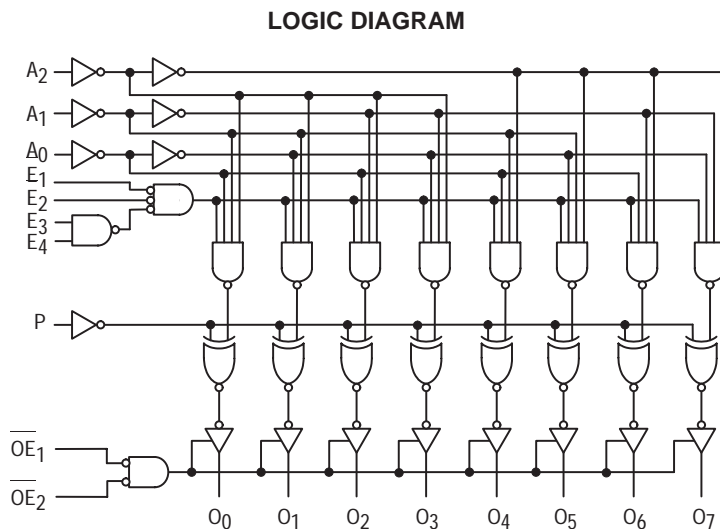 LOGIC DIAGRAM
A2
A1
A0
E1
E2
E3
E4
P
OE1
OE2
O0 O1 O2 O3 O4 O5 O6 O7